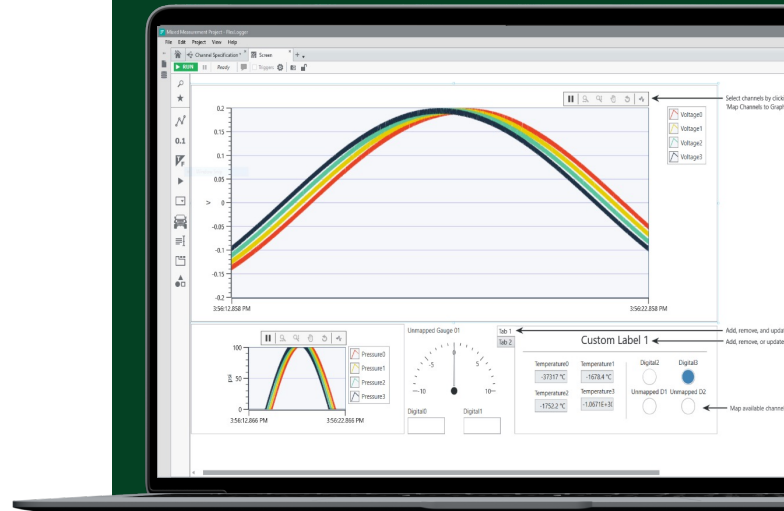 Mixed Measurement Project - FlexLogger
File Edit Project View Help
Channel Specification * Screen *
RUN Ready Triggers
Select channels by click
'Map Channels to Graph
Voltage0
Voltage1
Voltage2
Voltage3
0.2
0.15
0.1
0.05
0
-0.05
-0.1
-0.15
-0.2
V
3:56:12.858 PM 3:56:22.858 PM
0.1
Pressure0
Pressure1
Pressure2
Pressure3
100
50
0
psi
3:56:12.866 PM 3:56:22.866 PM
Unmapped Gauge 01
-10 -5 0 5 10
Digital0 Digital1
Tab 1
Tab 2
Add, remove, and updat
Add, remove, or update
Custom Label 1
Temperature0 Temperature1 Digital2 Digital3
-37317 °C -1678.4 °C
Temperature2 Temperature3 Unmapped D1 Unmapped D2
-1752.2 °C -1.0671E+3
Map available channel